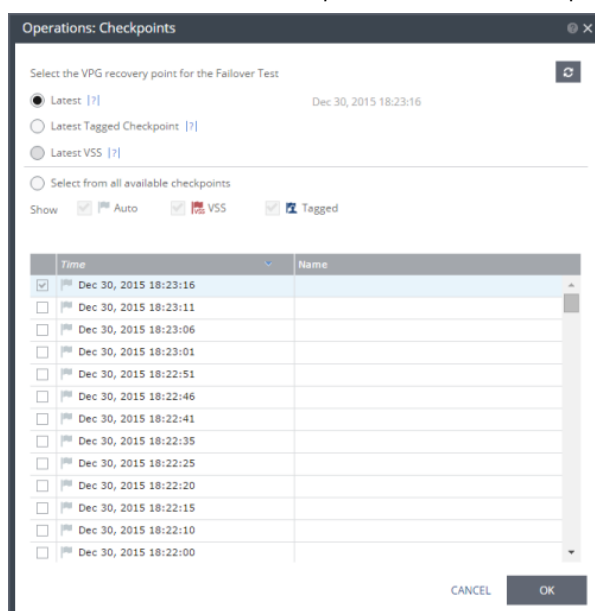 Operations: Checkpoints
Select the VPG recovery point for the Failover Test
Latest [?] Dec 30, 2015 18:23:16
Latest Tagged Checkpoint [?]
Latest VSS [?]
Select from all available checkpoints
Show Auto VSS Tagged
Time Name
Dec 30, 2015 18:23:16
Dec 30, 2015 18:23:11
Dec 30, 2015 18:23:06
Dec 30, 2015 18:23:01
Dec 30, 2015 18:22:51
Dec 30, 2015 18:22:46
Dec 30, 2015 18:22:41
Dec 30, 2015 18:22:35
Dec 30, 2015 18:22:25
Dec 30, 2015 18:22:20
Dec 30, 2015 18:22:15
Dec 30, 2015 18:22:10
Dec 30, 2015 18:22:00
CANCEL OK